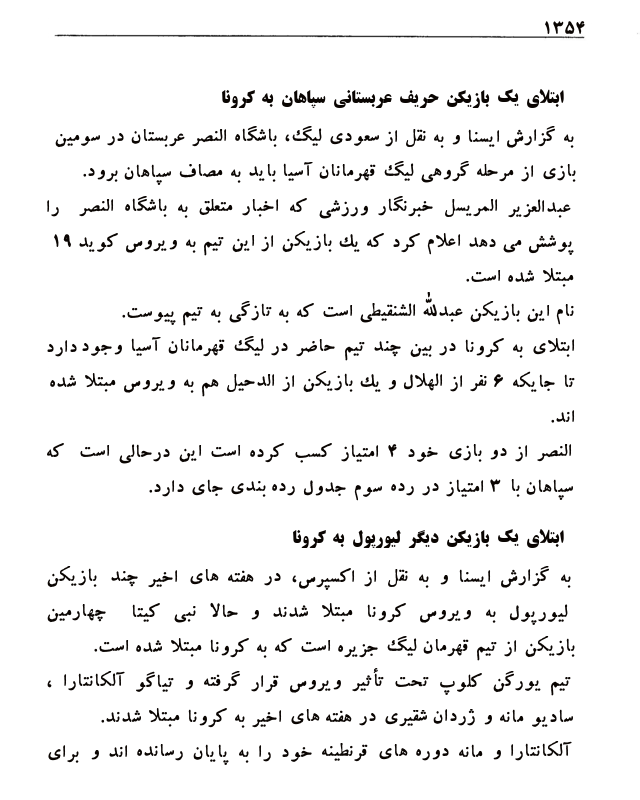 ۱۳۵۴
ابتلای یک بازیکن حریف عربستانی سپاهان به کرونا
به گزارش ایسنا و به نقل از سعودی لیگ، باشگاه النصر عربستان در سومین
بازی از مرحله گروهی لیگ قهرمانان آسیا باید به مصاف سپاهان برود.
عبدالعزیر المریسل خبرنگار ورزشی که اخبار متعلق به باشگاه النصر را
پوشش می دهد اعلام کرد که یك بازیکن از این تیم به ویروس کوید ۱۹
مبتلا شده است.
نام این بازیکن عبدلله الشنقیطی است که به تازگی به تیم پیوست.
ابتلای به کرونا در بین چند تیم حاضر در لیگ قهرمانان آسیا وجود دارد
تا جایکه ۶ نفر از الهلال و یك بازیکن از الدحیل هم به ویروس مبتلا شده
اند.
النصر از دو بازی خود ۴ امتیاز کسب کرده است این درحالی است که
سپاهان با ۳ امتیاز در رده سوم جدول رده بندی جای دارد.
ابتلای یک بازیکن دیگر لیورپول به کرونا
به گزارش ایسنا و به نقل از اکسپرس، در هفته های اخیر چند بازیکن
لیورپول به ویروس کرونا مبتلا شدند و حالا نبی کیتا چهارمین
بازیکن از تیم قهرمان لیگ جزیره است که به کرونا مبتلا شده است.
تیم یورگن کلوپ تحت تأثیر ویروس قرار گرفته و تیاگو آلکانتارا ،
سادیو مانه و ژردان شقیری در هفته های اخیر به کرونا مبتلا شدند.
آلکانتارا و مانه دوره های قرنطینه خود را به پایان رسانده اند و برای